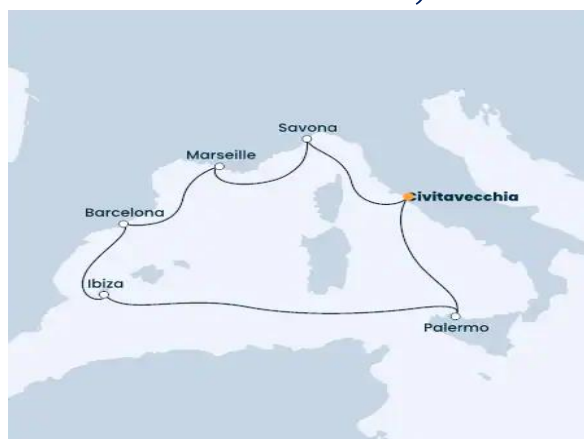 Savona
Marseille
Civitavecchia
Barcelona
Ibiza
Palermo